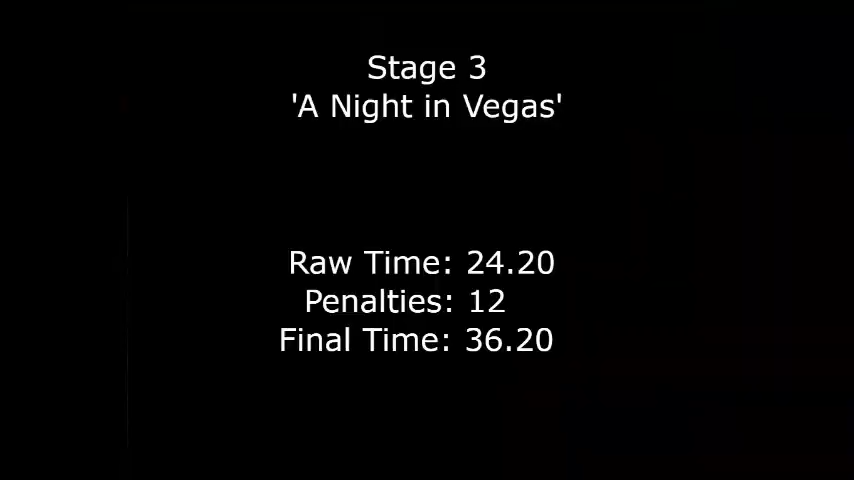 Stage 3
'A Night in Vegas'
Raw Time: 24.20
Penalties: 12
Final Time: 36.20